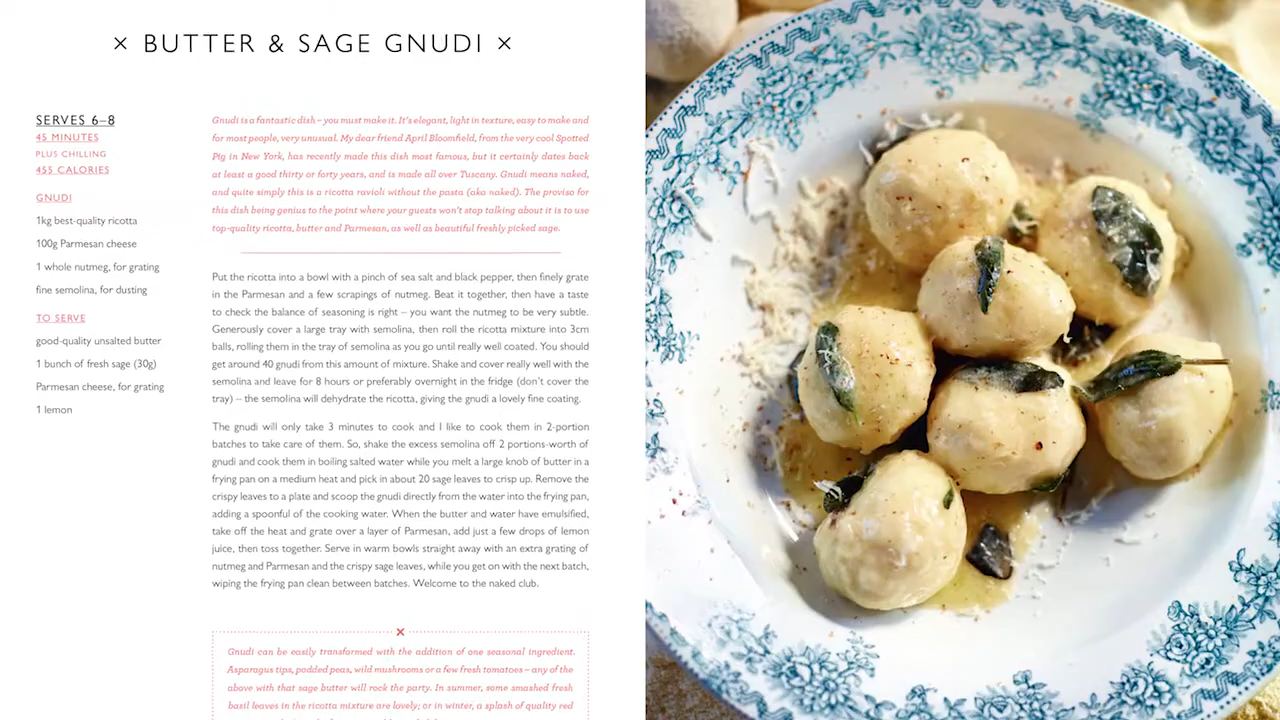 × BUTTER & SAGE GNUDI ×
SERVES 6–8
45 MINUTES
PLUS CHILLING
455 CALORIES
GNUDI
1kg best-quality ricotta
100g Parmesan cheese
1 whole nutmeg, for grating
fine semolina, for dusting
TO SERVE
good-quality unsalted butter
1 bunch of fresh sage (30g)
Parmesan cheese, for grating
1 lemon
Gnudi is a fantastic dish – you must make it. It's elegant, light in texture, easy to make and
for most people, very unusual. My dear friend April Bloomfield, from the very cool Spotted
Pig in New York, has recently made this dish most famous, but it certainly dates back
at least a good thirty or forty years, and is made all over Tuscany. Gnudi means naked,
and quite simply this is a ricotta ravioli without the pasta (aka naked). The proviso for
this dish being genius to the point where your guests won't stop talking about it is to use
top-quality ricotta, butter and Parmesan, as well as beautiful freshly picked sage.
Put the ricotta into a bowl with a pinch of sea salt and black pepper, then finely grate
in the Parmesan and a few scrapings of nutmeg. Beat it together, then have a taste
to check the balance of seasoning is right – you want the nutmeg to be very subtle.
Generously cover a large tray with semolina, then roll the ricotta mixture into 3cm
balls, rolling them in the tray of semolina as you go until really well coated. You should
get around 40 gnudi from this amount of mixture. Shake and cover really well with the
semolina and leave for 8 hours or preferably overnight in the fridge (don't cover the
tray) – the semolina will dehydrate the ricotta, giving the gnudi a lovely fine coating.
The gnudi will only take 3 minutes to cook and I like to cook them in 2-portion
batches to take care of them. So, shake the excess semolina off 2 portions-worth of
gnudi and cook them in boiling salted water while you melt a large knob of butter in a
frying pan on a medium heat and pick in about 20 sage leaves to crisp up. Remove the
crispy leaves to a plate and scoop the gnudi directly from the water into the frying pan,
adding a spoonful of the cooking water. When the butter and water have emulsified,
take off the heat and grate over a layer of Parmesan, add just a few drops of lemon
juice, then toss together. Serve in warm bowls straight away with an extra grating of
nutmeg and Parmesan and the crispy sage leaves, while you get on with the next batch,
wiping the frying pan clean between batches. Welcome to the naked club.
Gnudi can be easily transformed with the addition of one seasonal ingredient.
Asparagus tips, podded peas, wild mushrooms or a few fresh tomatoes – any of the
above with that sage butter will rock the party. In summer, some smashed fresh
basil leaves in the ricotta mixture are lovely; or in winter, a splash of quality red